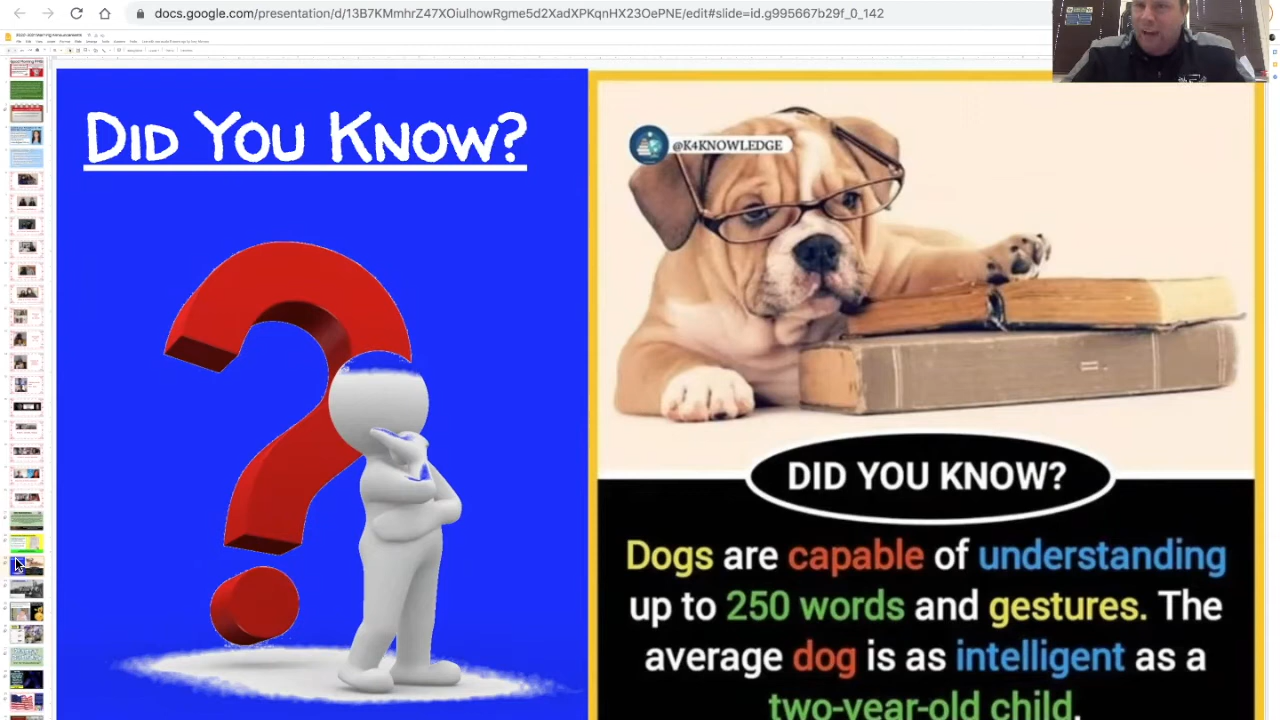 docs.google.com/presentation/d/13B7KMmhrZ47XOiulhowRgme5d2XadXPKqnHX23OePNE/edit#slide=id.g995667b29f_0_142
DID YOU KNOW?
@K4KNOWLEDGE
DID YOU KNOW?
Dogs are capable of understanding
up to 250 words and gestures. The
average dog is as intelligent as a
two-year-old child.